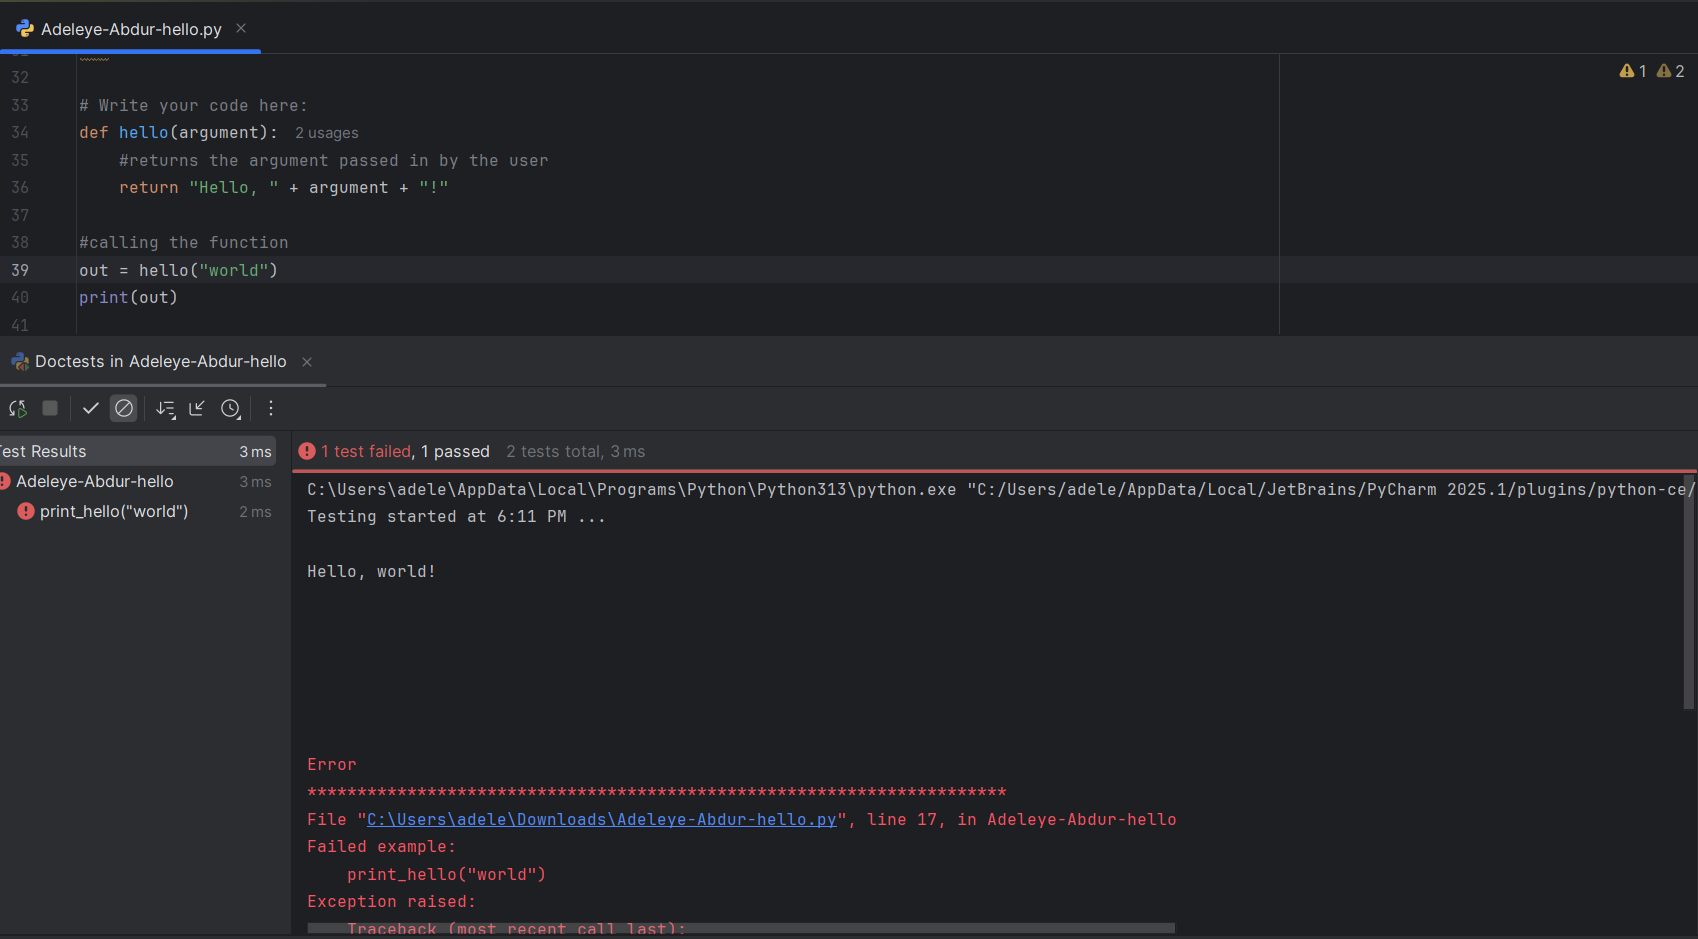 Adeleye-Abdur-hello.py
1 2
32
33 # Write your code here:
34 def hello(argument): 2 usages
35 #returns the argument passed in by the user
36 return "Hello, " + argument + "!"
37
38 #calling the function
39 out = hello("world")
40 print(out)
41
Doctests in Adeleye-Abdur-hello
est Results 3 ms
Adeleye-Abdur-hello 3 ms
print_hello("world") 2 ms
1 test failed, 1 passed 2 tests total, 3 ms
C:\Users\adele\AppData\Local\Programs\Python\Python313\python.exe "C:/Users/adele/AppData/Local/JetBrains/PyCharm 2025.1/plugins/python-ce/
Testing started at 6:11 PM ...
Hello, world!
Error
**********************************************************************
File "C:\Users\adele\Downloads\Adeleye-Abdur-hello.py", line 17, in Adeleye-Abdur-hello
Failed example:
print_hello("world")
Exception raised:
Traceback (most recent call last):